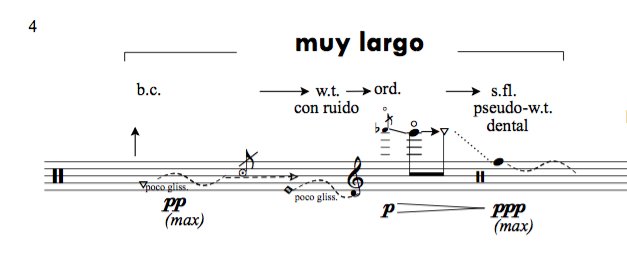 4
muy largo
b.c.
w.t.
con ruido
ord.
s.fl.
pseudo-w.t.
dental
poco gliss.
poco gliss.
pp
(max)
p
ppp
(max)